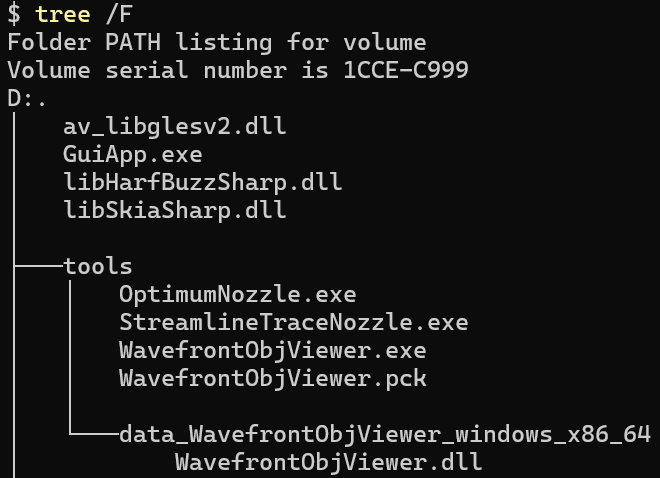 $ tree /F
Folder PATH listing for volume
Volume serial number is 1CCE-C999
D:.
av_libglesv2.dll
GuiApp.exe
libHarfBuzzSharp.dll
libSkiaSharp.dll
tools
OptimumNozzle.exe
StreamlineTraceNozzle.exe
WavefrontObjViewer.exe
WavefrontObjViewer.pck
data_WavefrontObjViewer_windows_x86_64
WavefrontObjViewer.dll